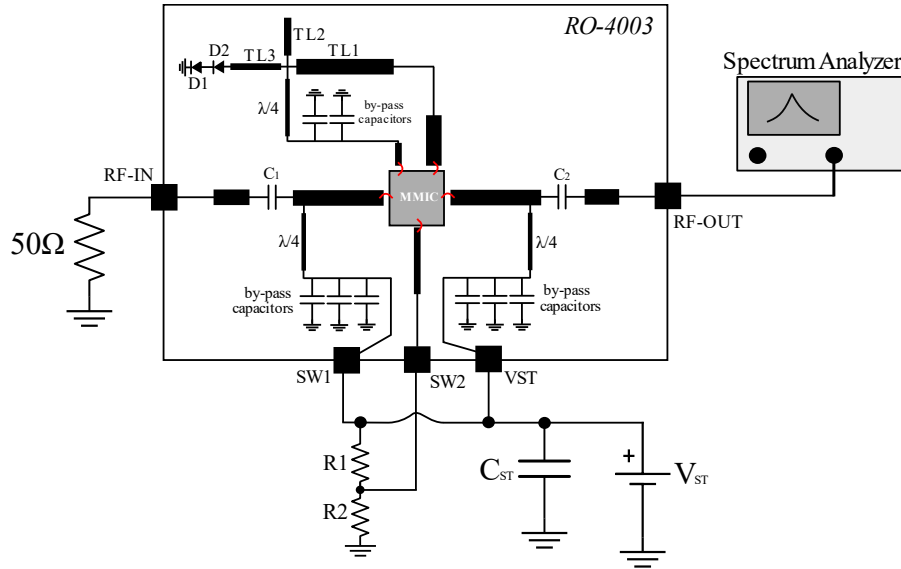 RO-4003
TL2
D2
TL3
TL1
D1
Spectrum Analyzer
λ/4
by-pass
capacitors
RF-IN
C1
MMIC
C2
RF-OUT
50Ω
λ/4
λ/4
by-pass
capacitors
by-pass
capacitors
SW1
SW2
VST
R1
R2
CST
+
VST